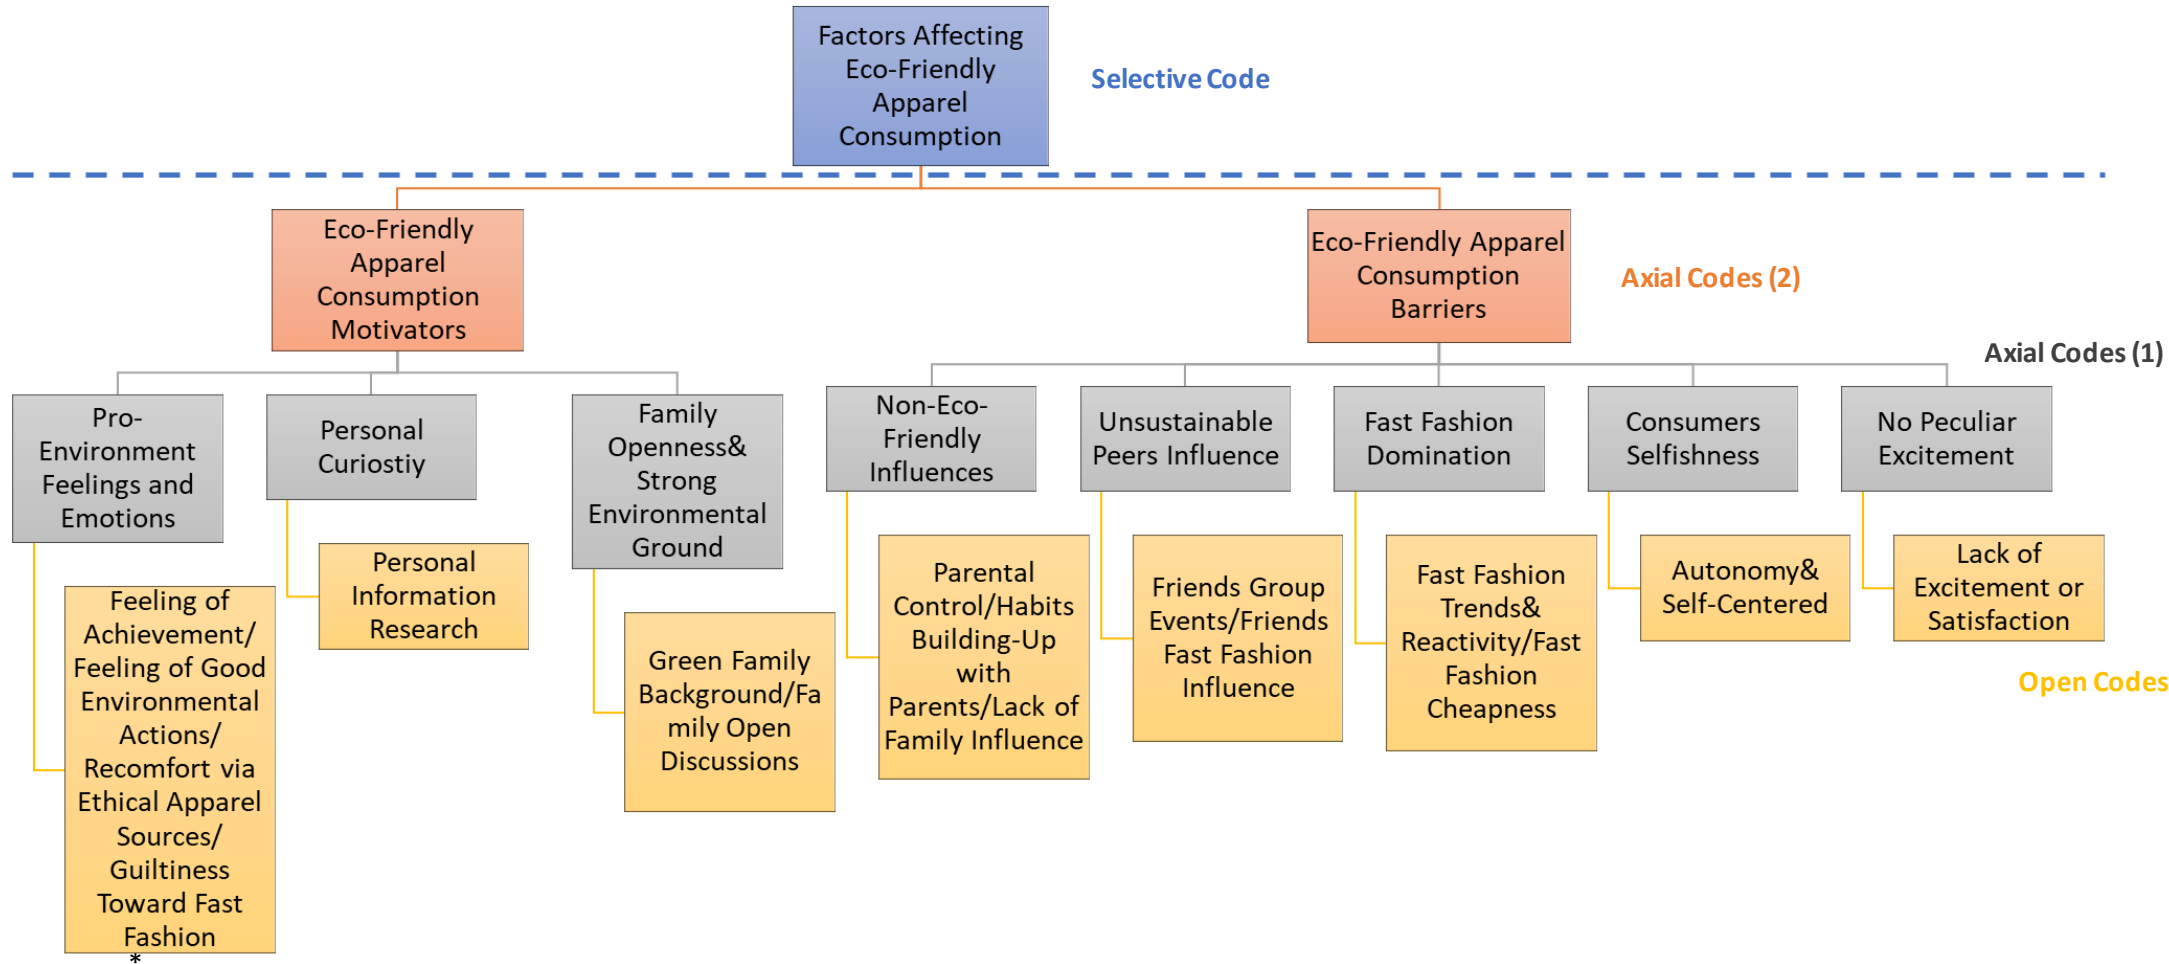 Factors Affecting
Eco-Friendly
Apparel
Consumption
Selective Code
Eco-Friendly
Apparel
Consumption
Motivators
Eco-Friendly Apparel
Consumption
Barriers
Axial Codes (2)
Axial Codes (1)
Pro-
Environment
Feelings and
Emotions
Personal
Curiostiy
Family
Openness&
Strong
Environmental
Ground
Non-Eco-
Friendly
Influences
Unsustainable
Peers Influence
Fast Fashion
Domination
Consumers
Selfishness
No Peculiar
Excitement
Feeling of
Achievement/
Feeling of Good
Environmental
Actions/
Recomfort via
Ethical Apparel
Sources/
Guiltiness
Toward Fast
Fashion
*
Personal
Information
Research
Green Family
Background/Fa
mily Open
Discussions
Parental
Control/Habits
Building-Up
with
Parents/Lack of
Family Influence
Friends Group
Events/Friends
Fast Fashion
Influence
Fast Fashion
Trends&
Reactivity/Fast
Fashion
Cheapness
Autonomy&
Self-Centered
Lack of
Excitement or
Satisfaction
Open Codes